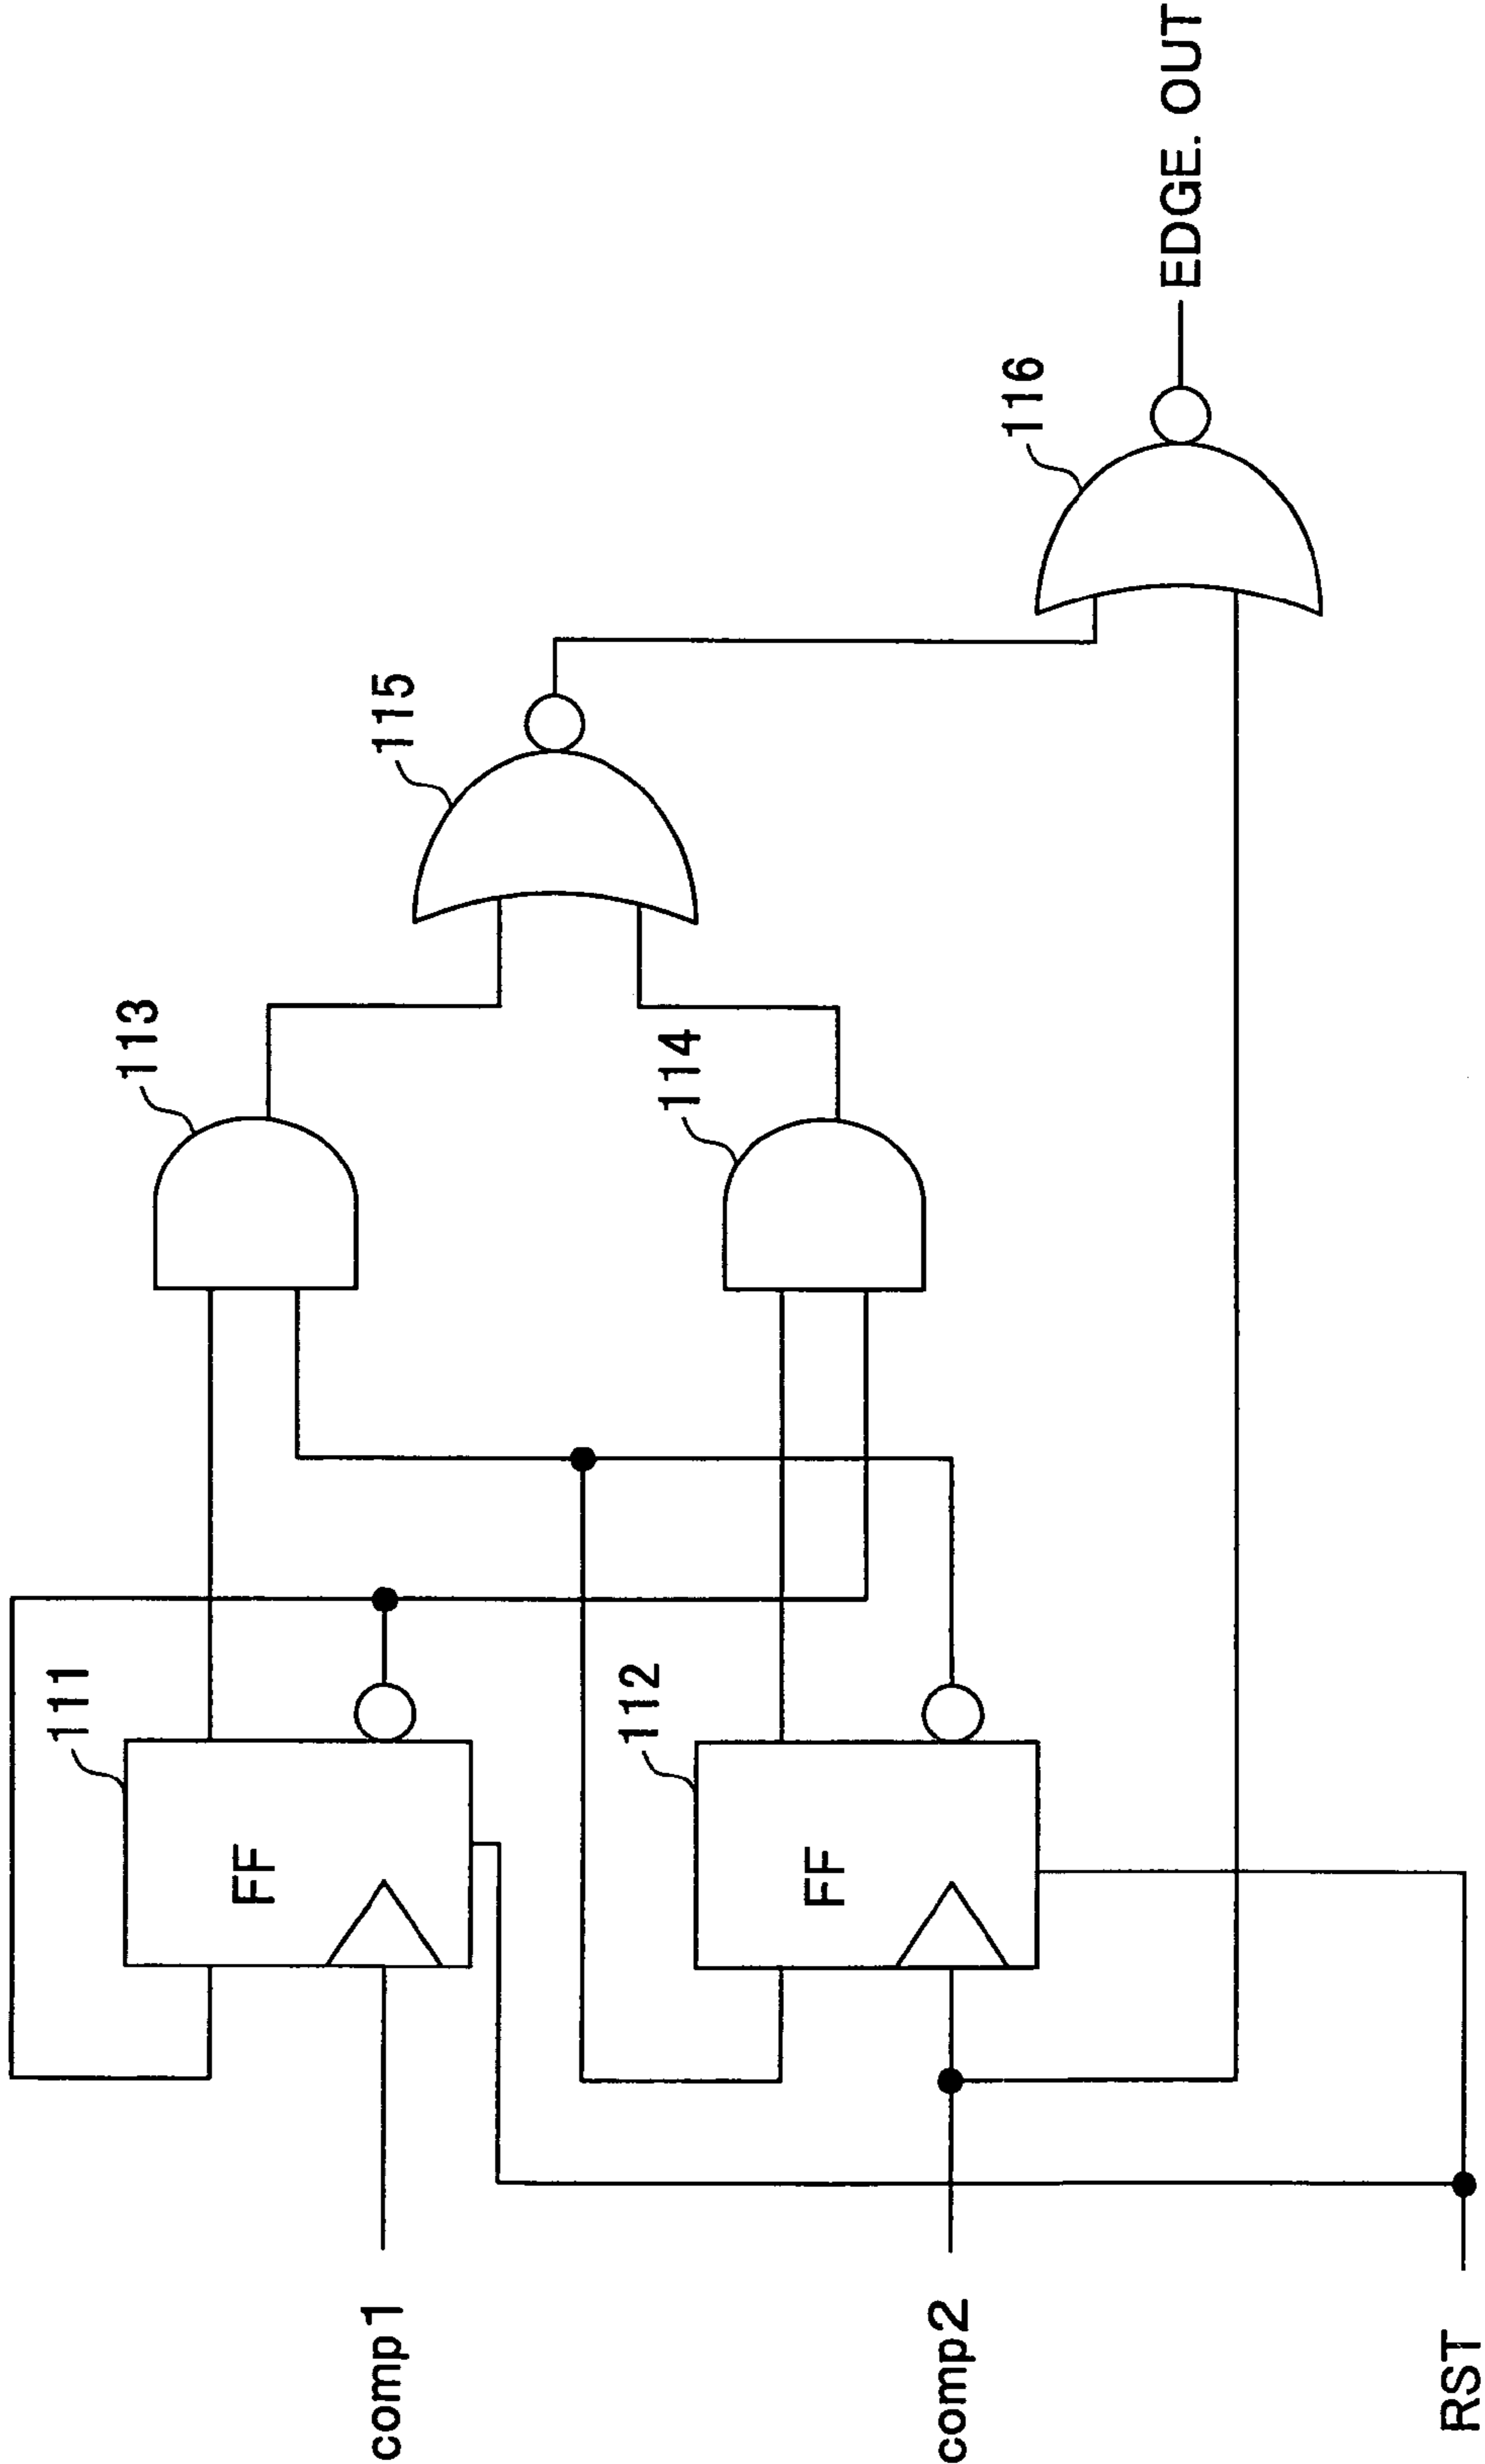 111
FF
comp1
112
FF
comp2
RST
113
114
115
116
EDGE. OUT